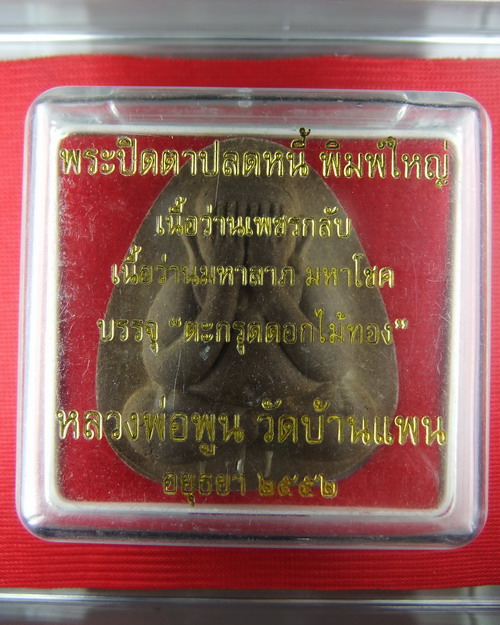 พระปิดตาปลดหนี้ พิมพ์ใหญ่
เนื้อว่านเพชรกลับ
เนื้อว่านมหาลาภ มหาโชค
บรรจุ “ตะกรุตดอกไม้ทอง”
หลวงพ่อพูน วัดบ้านแพน
อยุธยา ๒๕๕๒